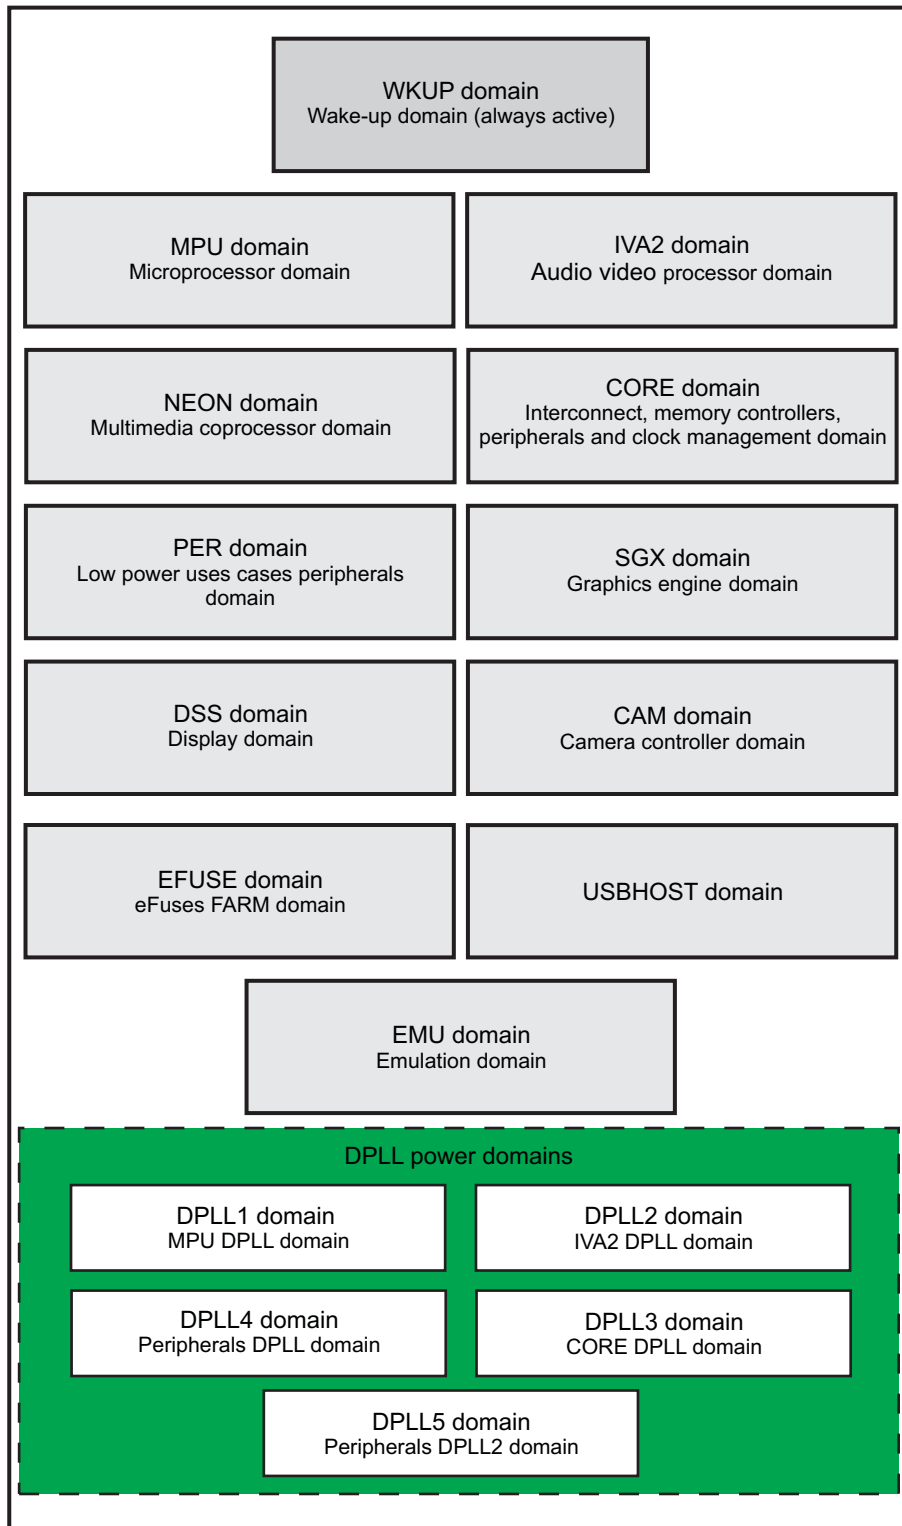 WKUP domain
Wake-up domain (always active)
MPU domain
Microprocessor domain
IVA2 domain
Audio video processor domain
NEON domain
Multimedia coprocessor domain
CORE domain
Interconnect, memory controllers,
peripherals and clock management domain
PER domain
Low power uses cases peripherals
domain
SGX domain
Graphics engine domain
DSS domain
Display domain
CAM domain
Camera controller domain
EFUSE domain
eFuses FARM domain
USBHOST domain
EMU domain
Emulation domain
DPLL power domains
DPLL1 domain
MPU DPLL domain
DPLL2 domain
IVA2 DPLL domain
DPLL4 domain
Peripherals DPLL domain
DPLL3 domain
CORE DPLL domain
DPLL5 domain
Peripherals DPLL2 domain